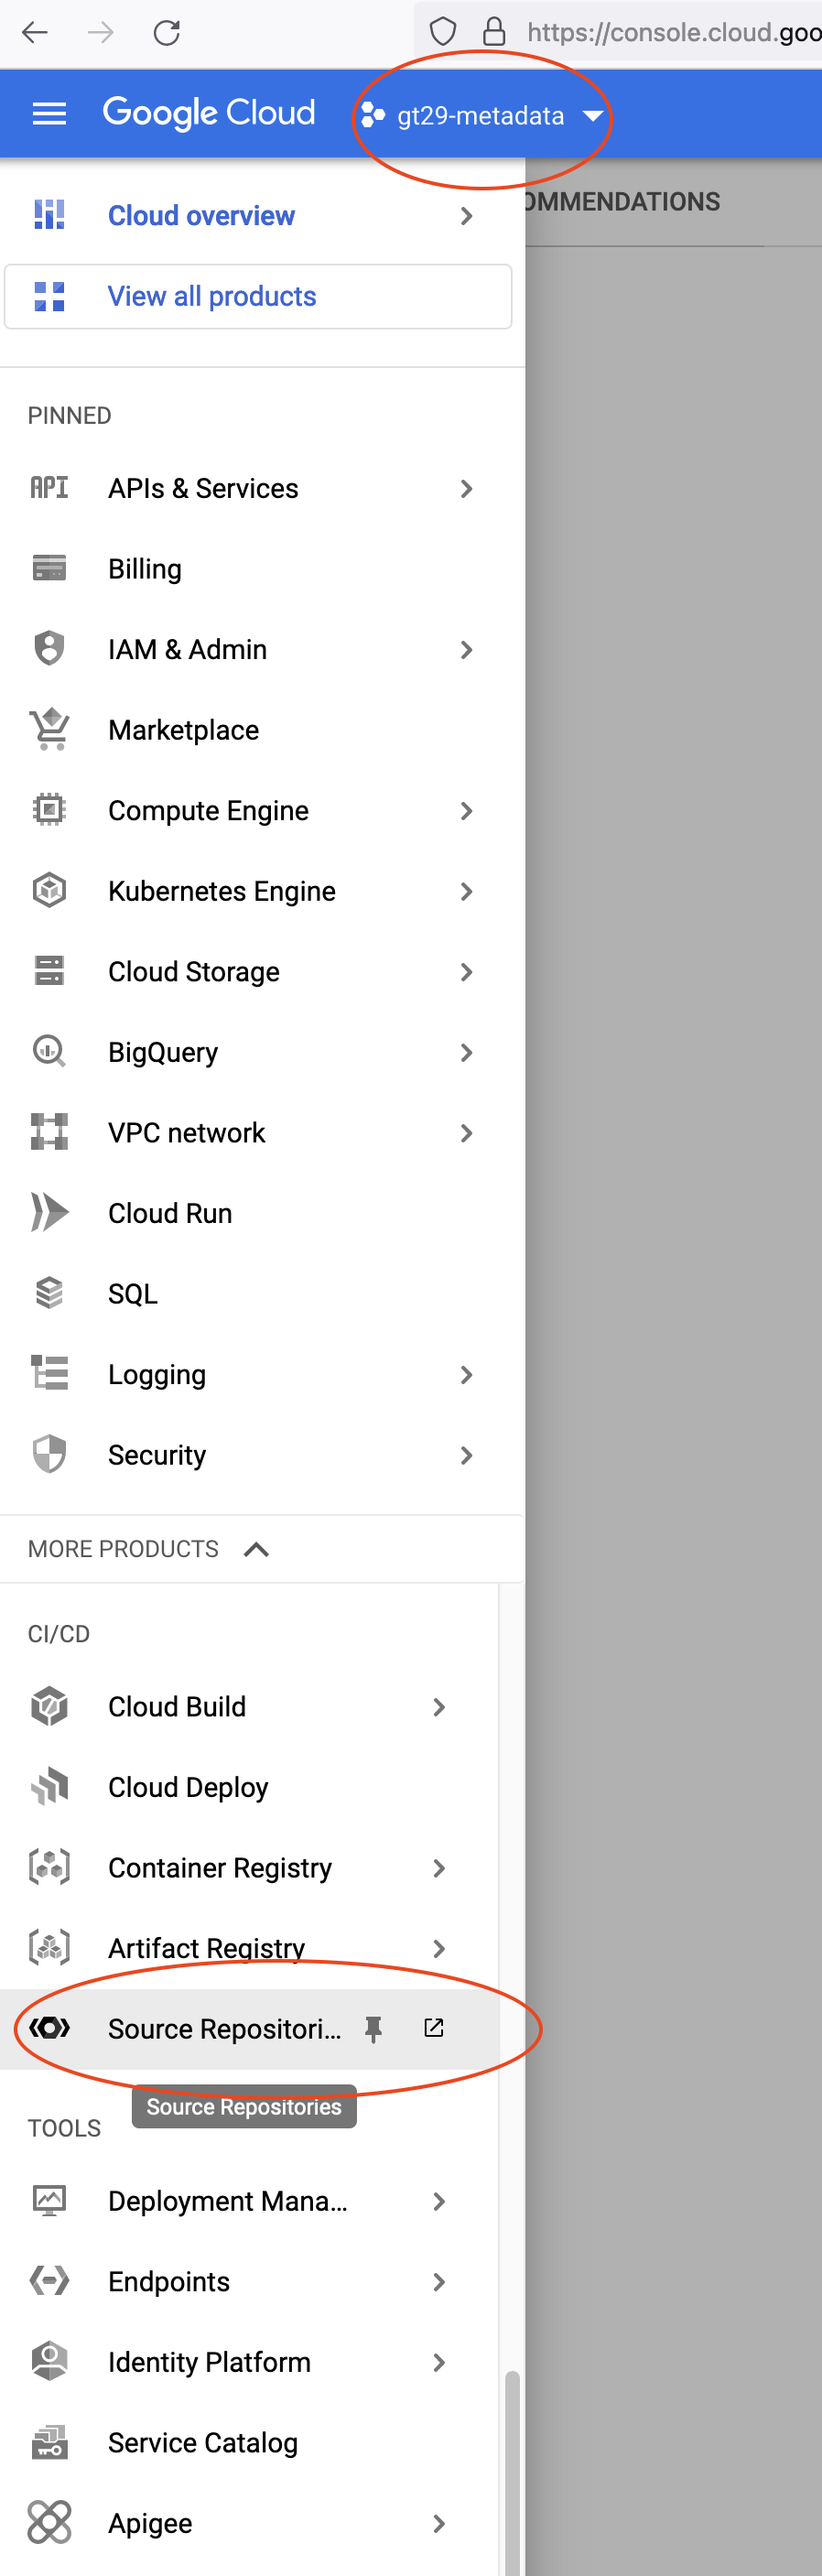 https://console.cloud.goo
Google Cloud
gt29-metadata
OMMENDATIONS
Cloud overview
View all products
PINNED
API
APIs & Services
Billing
IAM & Admin
Marketplace
Compute Engine
Kubernetes Engine
Cloud Storage
BigQuery
VPC network
Cloud Run
SQL
Logging
Security
MORE PRODUCTS
CI/CD
Cloud Build
Cloud Deploy
Container Registry
Artifact Registry
Source Repositori...
Source Repositories
TOOLS
Deployment Mana...
Endpoints
Identity Platform
Service Catalog
Apigee